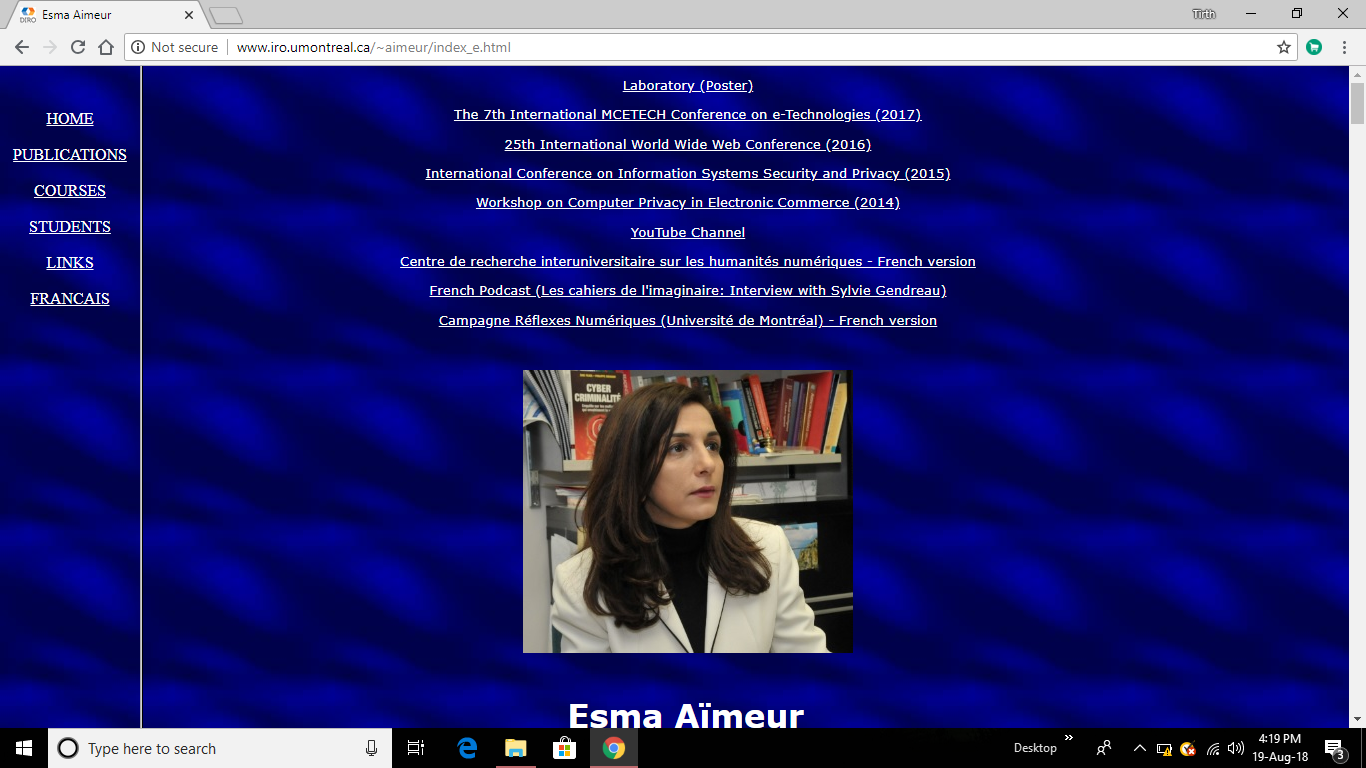 Esma Aimeur
Tirth
Not secure
www.iro.umontreal.ca/~aimeur/index_e.html
HOME
PUBLICATIONS
COURSES
STUDENTS
LINKS
FRANCAIS
Laboratory (Poster)
The 7th International MCETECH Conference on e-Technologies (2017)
25th International World Wide Web Conference (2016)
International Conference on Information Systems Security and Privacy (2015)
Workshop on Computer Privacy in Electronic Commerce (2014)
YouTube Channel
Centre de recherche interuniversitaire sur les humanités numériques - French version
French Podcast (Les cahiers de l'imaginaire: Interview with Sylvie Gendreau)
Campagne Réflexes Numériques (Université de Montréal) - French version
CYBER
CRIMINALITÉ
Esma Aïmeur
Type here to search
Desktop
4:19 PM
19-Aug-18
3